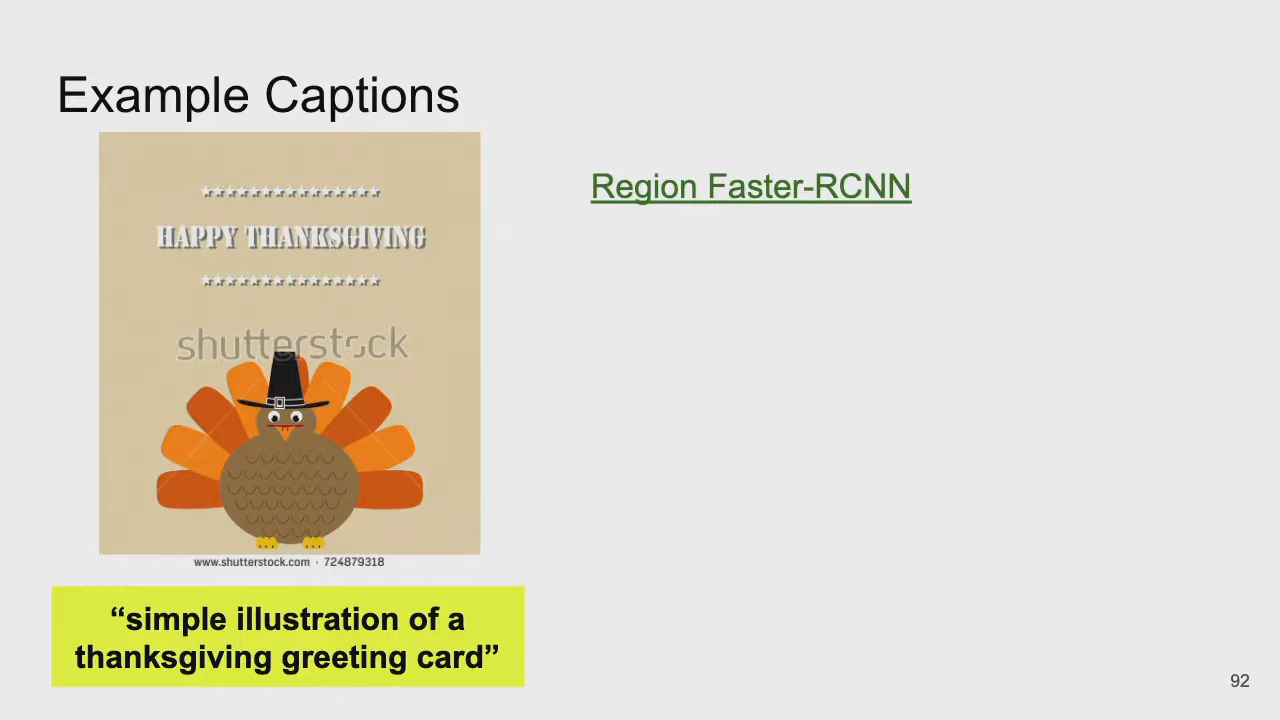 Example Captions
HAPPY THANKSGIVING
shutterstock
www.shutterstock.com · 724879318
“simple illustration of a
thanksgiving greeting card”
Region Faster-RCNN
92